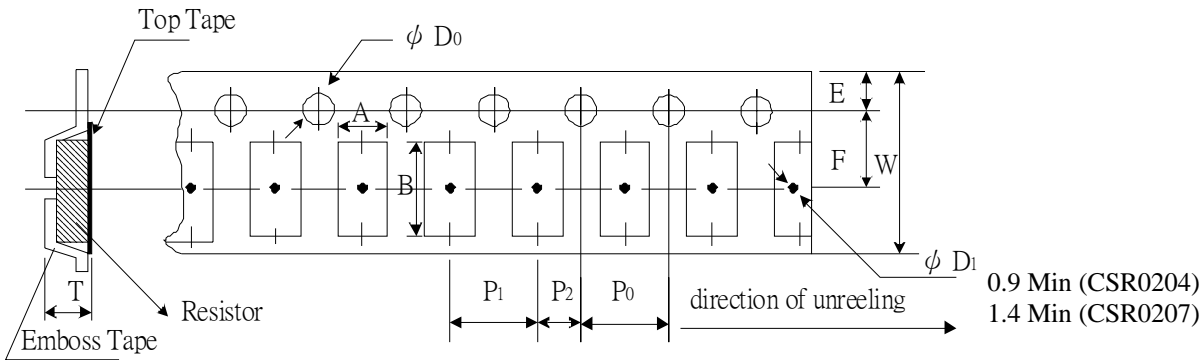 Top Tape
ϕ D0
A
E
F
W
B
T
P1
P2
P0
ϕ D1
0.9 Min (CSR0204)
direction of unreeling
1.4 Min (CSR0207)
Resistor
Emboss Tape